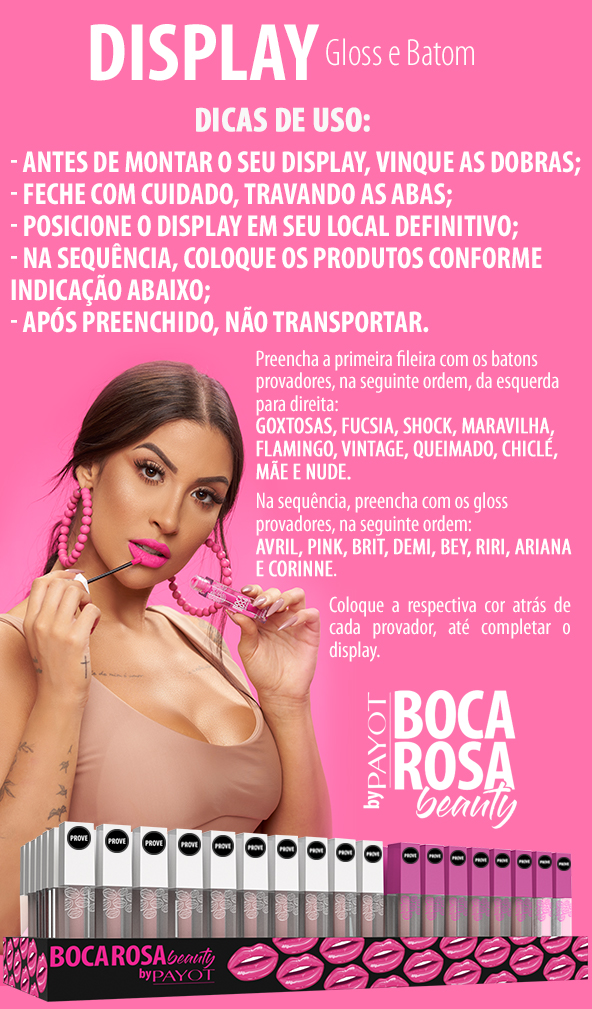 DISPLAY Gloss e Batom
DICAS DE USO:
- ANTES DE MONTAR O SEU DISPLAY, VINQUE AS DOBRAS;
- FECHE COM CUIDADO, TRAVANDO AS ABAS;
- POSICIONE O DISPLAY EM SEU LOCAL DEFINITIVO;
- NA SEQUÊNCIA, COLOQUE OS PRODUTOS CONFORME
INDICAÇÃO ABAIXO;
- APÓS PREENCHIDO, NÃO TRANSPORTAR.
Preencha a primeira fileira com os batons
provadores, na seguinte ordem, da esquerda
para direita:
GOXTOSAS, FUCSIA, SHOCK, MARAVILHA,
FLAMINGO, VINTAGE, QUEIMADO, CHICLÉ,
MÃE E NUDE.
Na sequência, preencha com os gloss
provadores, na seguinte ordem:
AVRIL, PINK, BRIT, DEMI, BEY, RIRI, ARIANA
E CORINNE.
Coloque a respectiva cor atrás de
cada provador, até completar o
display.
by PAYOT
BOCA
ROSA
beauty
PROVE PROVE PROVE PROVE PROVE PROVE PROVE PROVE PROVE PROVE PROVE PROVE PROVE PROVE PROVE PROVE PROVE
BOCA ROSA beauty
by PAYOT